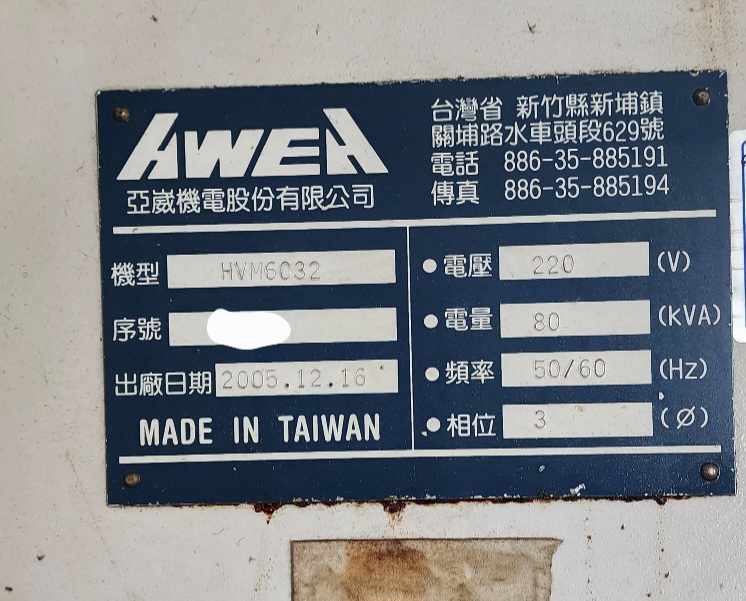 AWEA
亞崴機電股份有限公司
台灣省 新竹縣新埔鎮
關埔路水車頭段629號
電話 886-35-885191
傳真 886-35-885194
機型 HVM6032
序號
出廠日期 2005.12.16
MADE IN TAIWAN
●電壓 220 (V)
●電量 80 (KVA)
●頻率 50/60 (Hz)
●相位 3 (Ø)